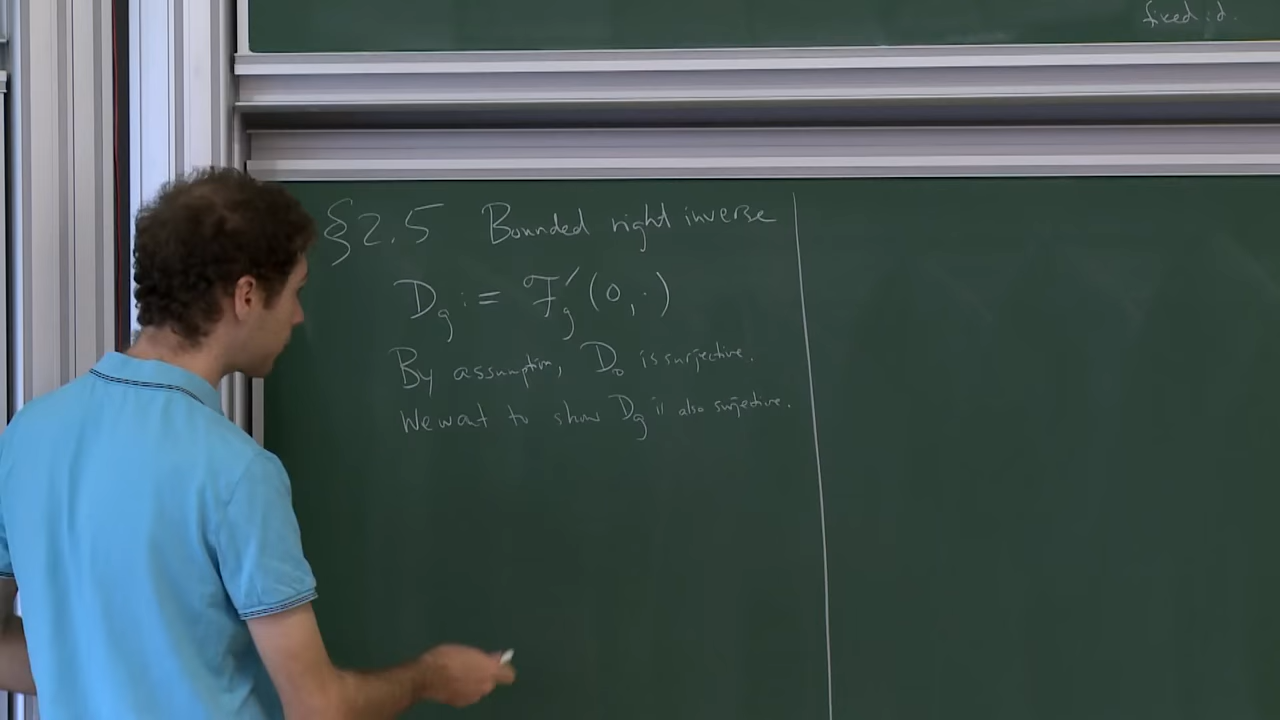 fixed.d.
§2.5 Bounded right inverse
D_g := ℱ'_g(0,·)
By assumption, D_0 is surjective.
We want to show D_g is also surjective.